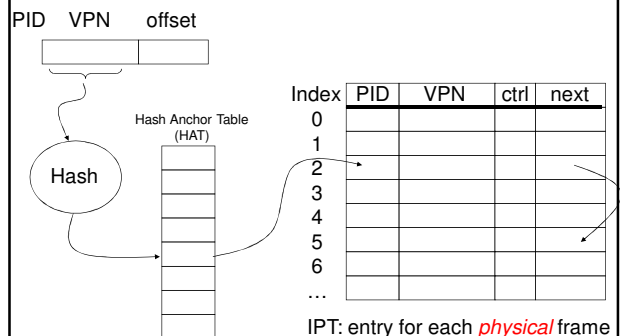 PID VPN offset
Hash Anchor Table
(HAT)
Hash
Index PID VPN ctrl next
0
1
2
3
4
5
6
...
IPT: entry for each physical frame